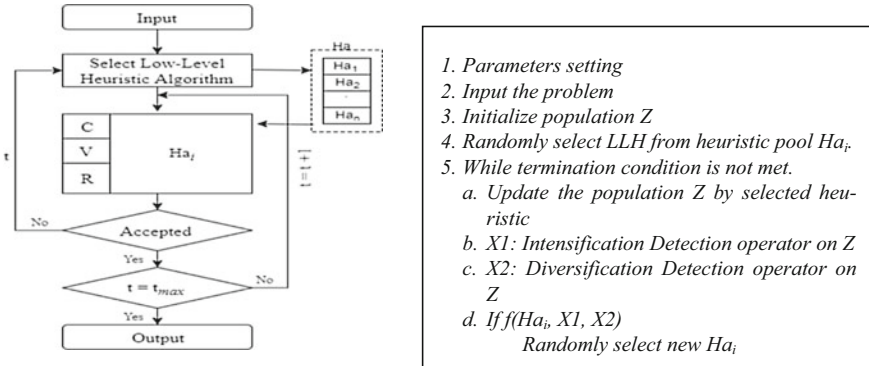 Input
Select Low-Level
Heuristic Algorithm
Ha
Ha1
Ha2
.
Han
C
V
R
Hai
t
t = t+1
No
Accepted
Yes
No
t = tmax
Yes
Output
1. Parameters setting
2. Input the problem
3. Initialize population Z
4. Randomly select LLH from heuristic pool Hai.
5. While termination condition is not met.
a. Update the population Z by selected heu-
ristic
b. X1: Intensification Detection operator on Z
c. X2: Diversification Detection operator on
Z
d. If f(Hai, X1, X2)
Randomly select new Hai